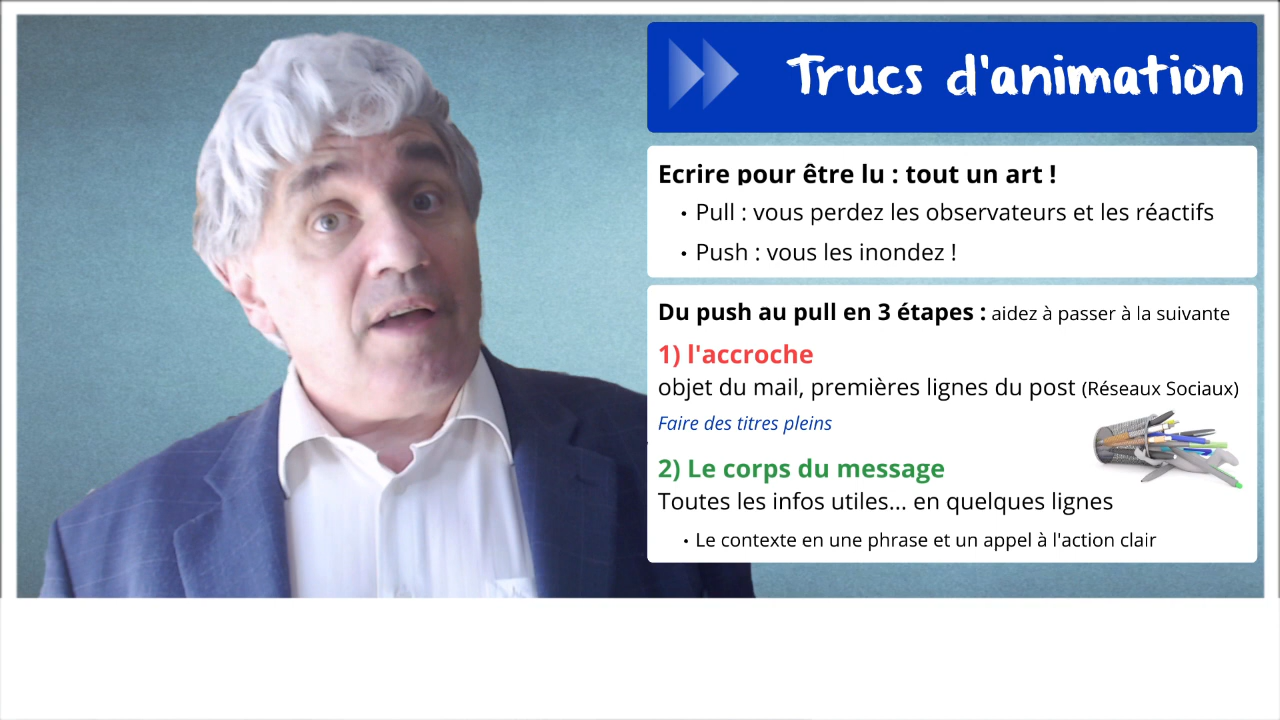 Trucs d'animation
Ecrire pour être lu : tout un art !
• Pull : vous perdez les observateurs et les réactifs
• Push : vous les inondez !
Du push au pull en 3 étapes : aidez à passer à la suivante
1) l'accroche
objet du mail, premières lignes du post (Réseaux Sociaux)
Faire des titres pleins
2) Le corps du message
Toutes les infos utiles... en quelques lignes
• Le contexte en une phrase et un appel à l'action clair